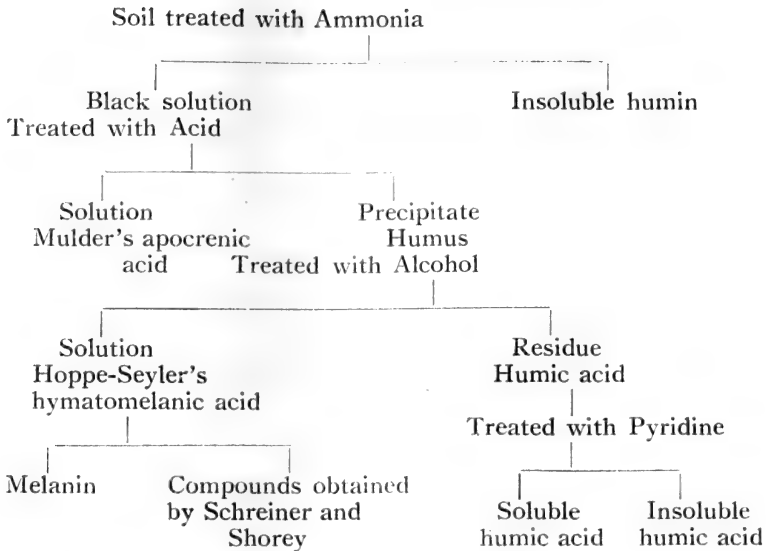 Soil treated with Ammonia
Black solution
Treated with Acid
Insoluble humin
Solution
Mulder's apocrenic
acid
Precipitate
Humus
Treated with Alcohol
Solution
Hoppe-Seyler's
hymatomelanic acid
Residue
Humic acid
Treated with Pyridine
Melanin
Compounds obtained
by Schreiner and
Shorey
Soluble
humic acid
Insoluble
humic acid